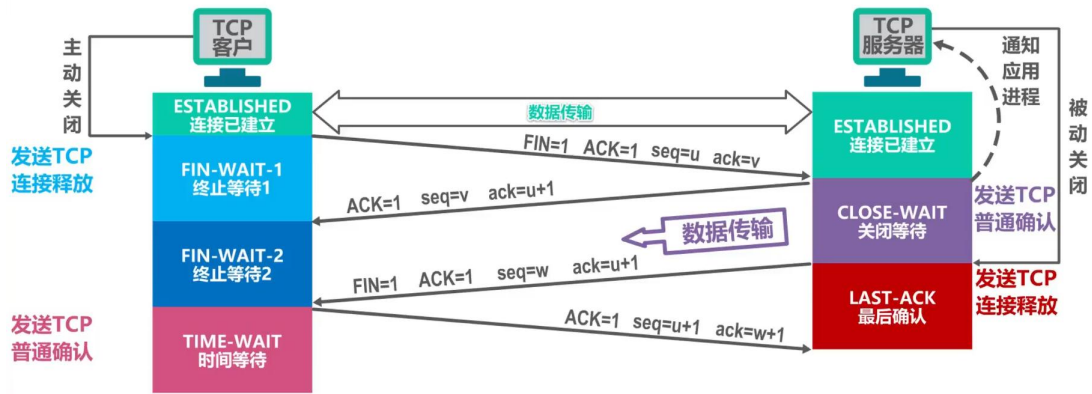 TCP
客户
TCP
服务器
主动关闭
通知
应用
进程
被动关闭
ESTABLISHED
连接已建立
数据传输
ESTABLISHED
连接已建立
FIN=1 ACK=1 seq=u ack=v
发送TCP
连接释放
FIN-WAIT-1
终止等待1
ACK=1 seq=v ack=u+1
CLOSE-WAIT
关闭等待
发送TCP
普通确认
数据传输
FIN-WAIT-2
终止等待2
FIN=1 ACK=1 seq=w ack=u+1
LAST-ACK
最后确认
发送TCP
连接释放
发送TCP
普通确认
TIME-WAIT
时间等待
ACK=1 seq=u+1 ack=w+1